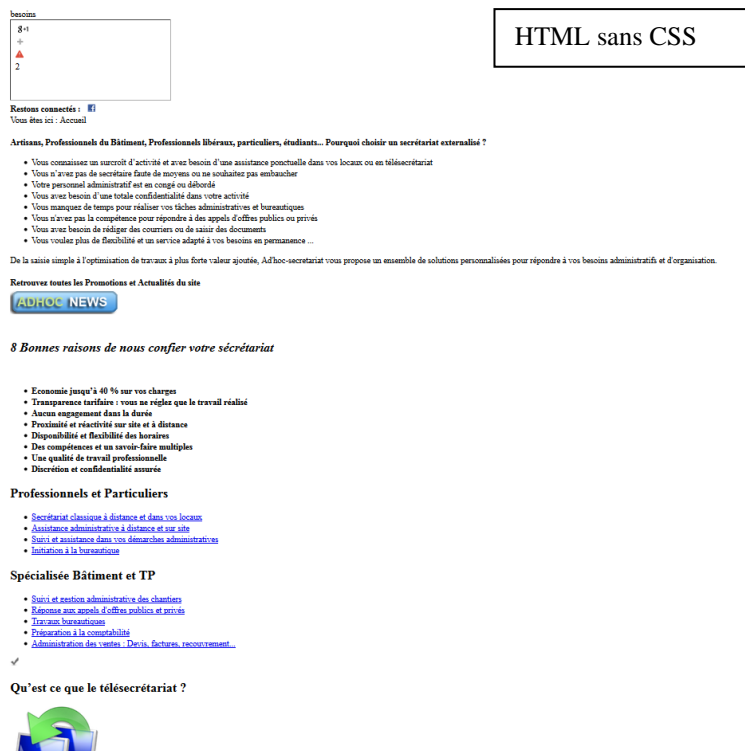 besoins
HTML sans CSS
8 +1
2
Restons connectés :
Vous êtes ici : Accueil
Artisans, Professionnels du Bâtiment, Professionnels libéraux, particuliers, étudiants... Pourquoi choisir un secrétariat externalisé ?
Vous connaissez un surcroît d'activité et avez besoin d'une assistance ponctuelle dans vos locaux ou en télésecrétariat
Vous n'avez pas de secrétaire faute de moyens ou ne souhaitez pas embaucher
Votre personnel administratif est en congé ou débordé
Vous avez besoin d'une totale confidentialité dans votre activité
Vous manquez de temps pour réaliser vos tâches administratives et bureautiques
Vous n'avez pas la compétence pour répondre à des appels d'offres publics ou privés
Vous avez besoin de rédiger des courriers ou de saisir des documents
Vous voulez plus de flexibilité et un service adapté à vos besoins en permanence ...
De la saisie simple à l'optimisation de travaux à plus forte valeur ajoutée, Ad'hoc-secretariat vous propose un ensemble de solutions personnalisées pour répondre à vos besoins administratifs et d'organisation.
Retrouvez toutes les Promotions et Actualités du site
ADHOC NEWS
8 Bonnes raisons de nous confier votre sécrétariat
Economie jusqu'à 40 % sur vos charges
Transparence tarifaire : vous ne réglez que le travail réalisé
Aucun engagement dans la durée
Proximité et réactivité sur site et à distance
Disponibilité et flexibilité des horaires
Des compétences et un savoir-faire multiples
Une qualité de travail professionnelle
Discrétion et confidentialité assurée
Professionnels et Particuliers
Secrétariat classique à distance et dans vos locaux
Assistance administrative à distance et sur site
Suivi et assistance dans vos démarches administratives
Initiation à la bureautique
Spécialisée Bâtiment et TP
Suivi et gestion administrative des chantiers
Réponse aux appels d'offres publics et privés
Travaux bureautiques
Préparation à la comptabilité
Administration des ventes : Devis, factures, recouvrement...
Qu'est ce que le télésecrétariat ?